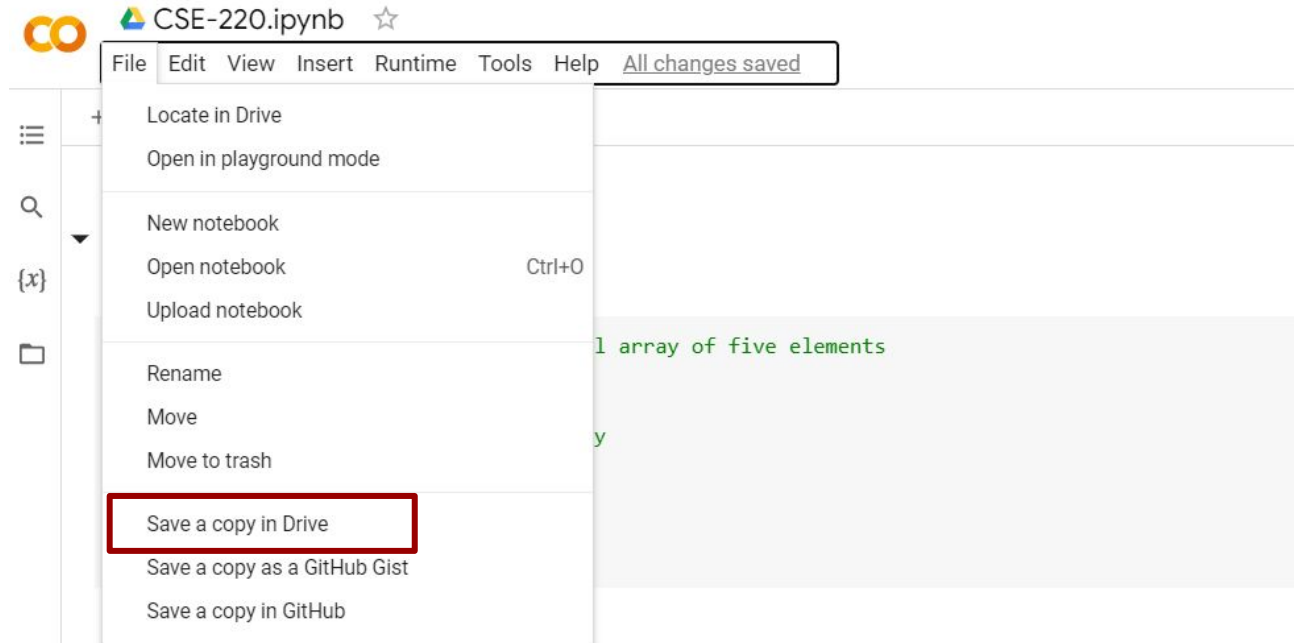 CSE-220.ipynb
File Edit View Insert Runtime Tools Help All changes saved
Locate in Drive
Open in playground mode
New notebook
Open notebook Ctrl+O
{x}
Upload notebook
l array of five elements
Rename
Move
y
Move to trash
Save a copy in Drive
Save a copy as a GitHub Gist
Save a copy in GitHub